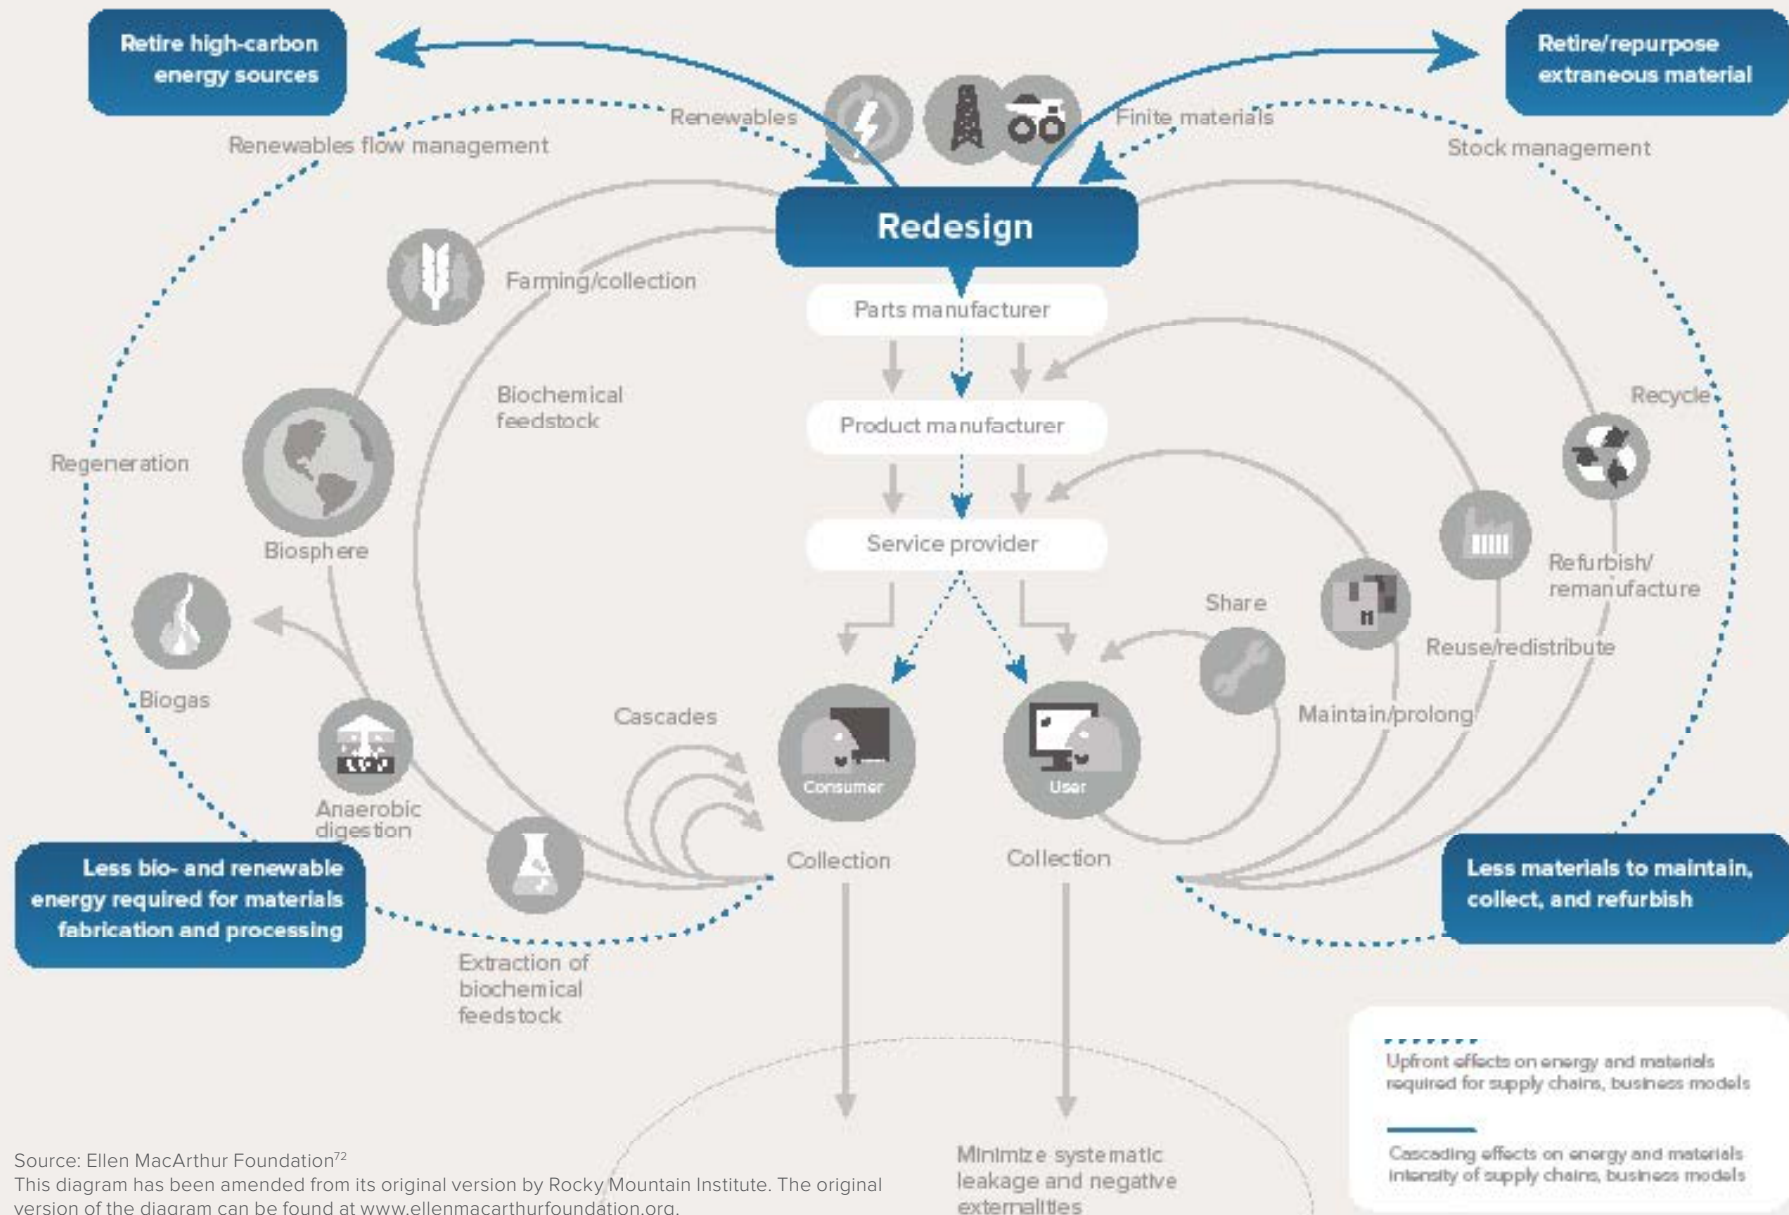 Retire high-carbon
energy sources
Retire/repurpose
extraneous material
Renewables
Finite materials
Renewables flow management
Stock management
Redesign
Farming/collection
Parts manufacturer
Biochemical
feedstock
Recycle
Product manufacturer
Regeneration
Service provider
Biosphere
Refurbish/
remanufacture
Share
Reuse/redistribute
Biogas
Maintain/prolong
Cascades
Consumer
User
Anaerobic
digestion
Collection
Collection
Less bio- and renewable
energy required for materials
fabrication and processing
Less materials to maintain,
collect, and refurbish
Extraction of
biochemical
feedstock
Upfront effects on energy and materials
required for supply chains, business models
Cascading effects on energy and materials
intensity of supply chains, business models
Minimize systematic
leakage and negative
externalities
Source: Ellen MacArthur Foundation72
This diagram has been amended from its original version by Rocky Mountain Institute. The original
version of the diagram can be found at www.ellenmacarthurfoundation.org.